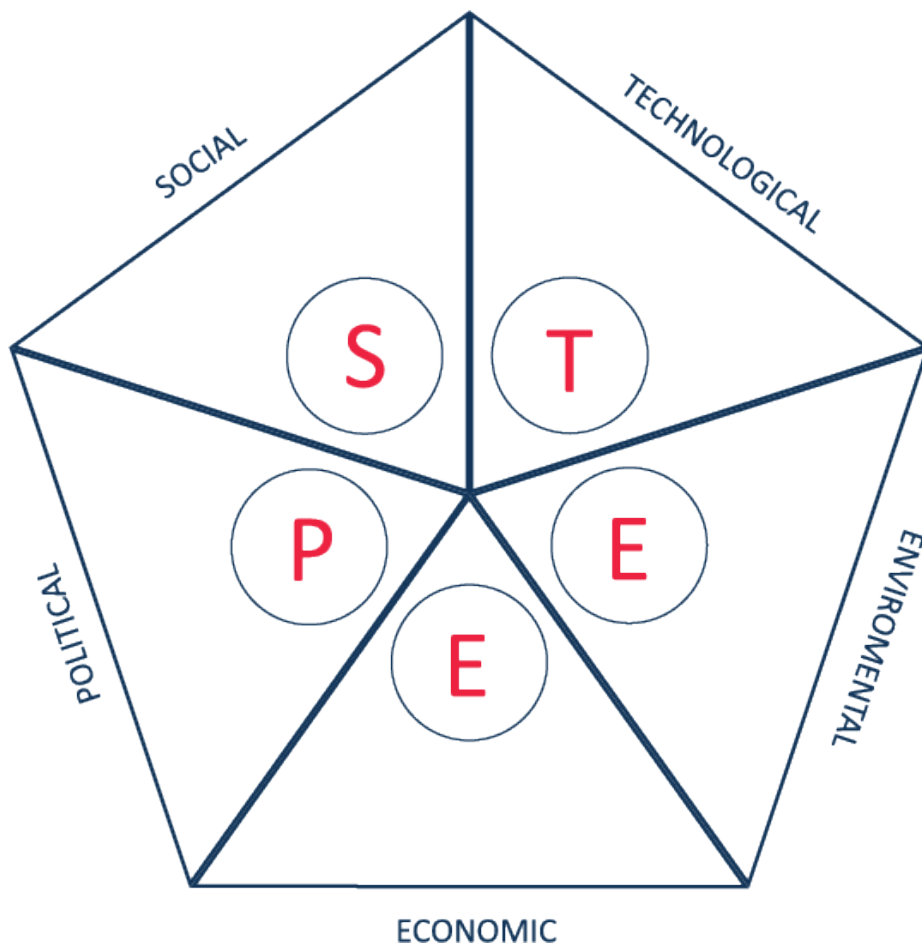 SOCIAL
TECHNOLOGICAL
S
T
P
E
E
POLITICAL
ENVIROMENTAL
ECONOMIC